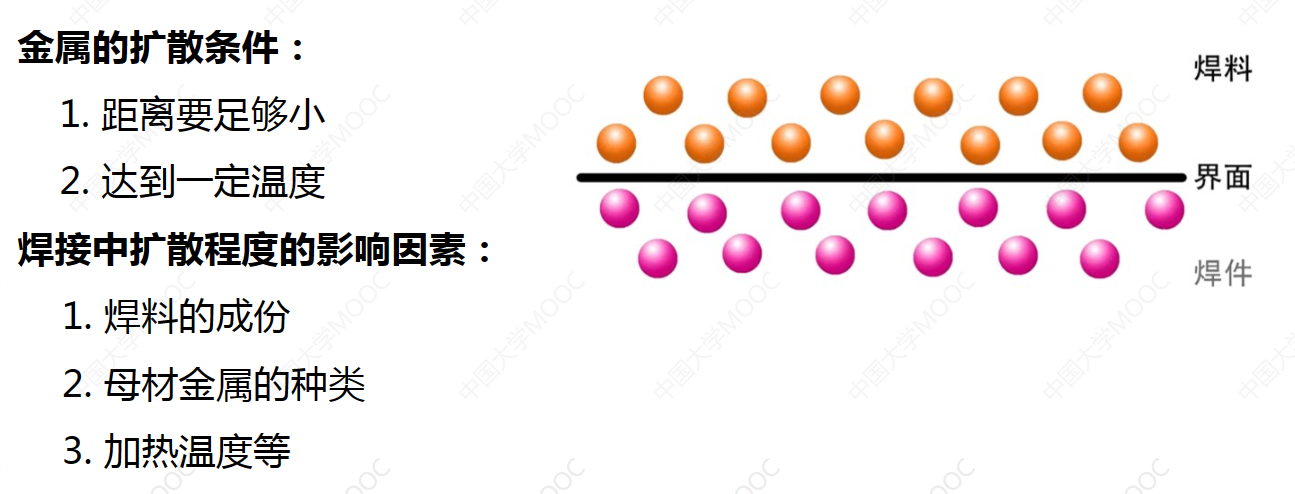 金属的扩散条件：
1. 距离要足够小
2. 达到一定温度
焊接中扩散程度的影响因素：
1. 焊料的成份
2. 母材金属的种类
3. 加热温度等
焊料
界面
焊件
中国大学MOOC